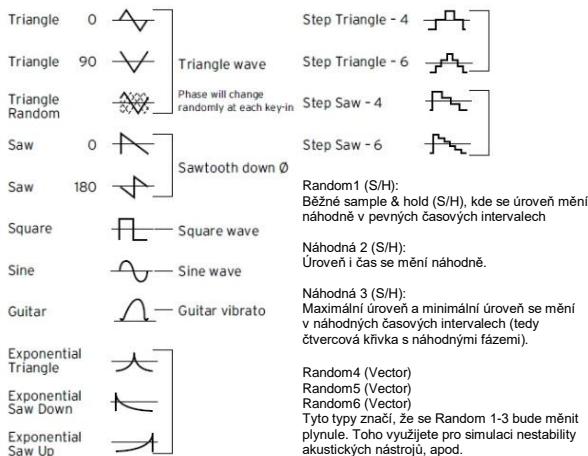 Triangle 0
Triangle 90
Triangle wave
Triangle
Random
Phase will change
randomly at each key-in
Saw 0
Saw 180
Sawtooth down Ø
Square
Square wave
Sine
Sine wave
Guitar
Guitar vibrato
Exponential
Triangle
Exponential
Saw Down
Exponential
Saw Up
Step Triangle - 4
Step Triangle - 6
Step Saw - 4
Step Saw - 6
Random1 (S/H):
Běžné sample & hold (S/H), kde se úroveň mění
náhodně v pevných časových intervalech
Náhodná 2 (S/H):
Úroveň i čas se mění náhodně.
Náhodná 3 (S/H):
Maximální úroveň a minimální úroveň se mění
v náhodných časových intervalech (tedy
čtvercová křivka s náhodnými fázemi).
Random4 (Vector)
Random5 (Vector)
Random6 (Vector)
Tyto typy značí, že se Random 1-3 bude měnit
plynule. Toho využijete pro simulaci nestability
akustických nástrojů, apod.